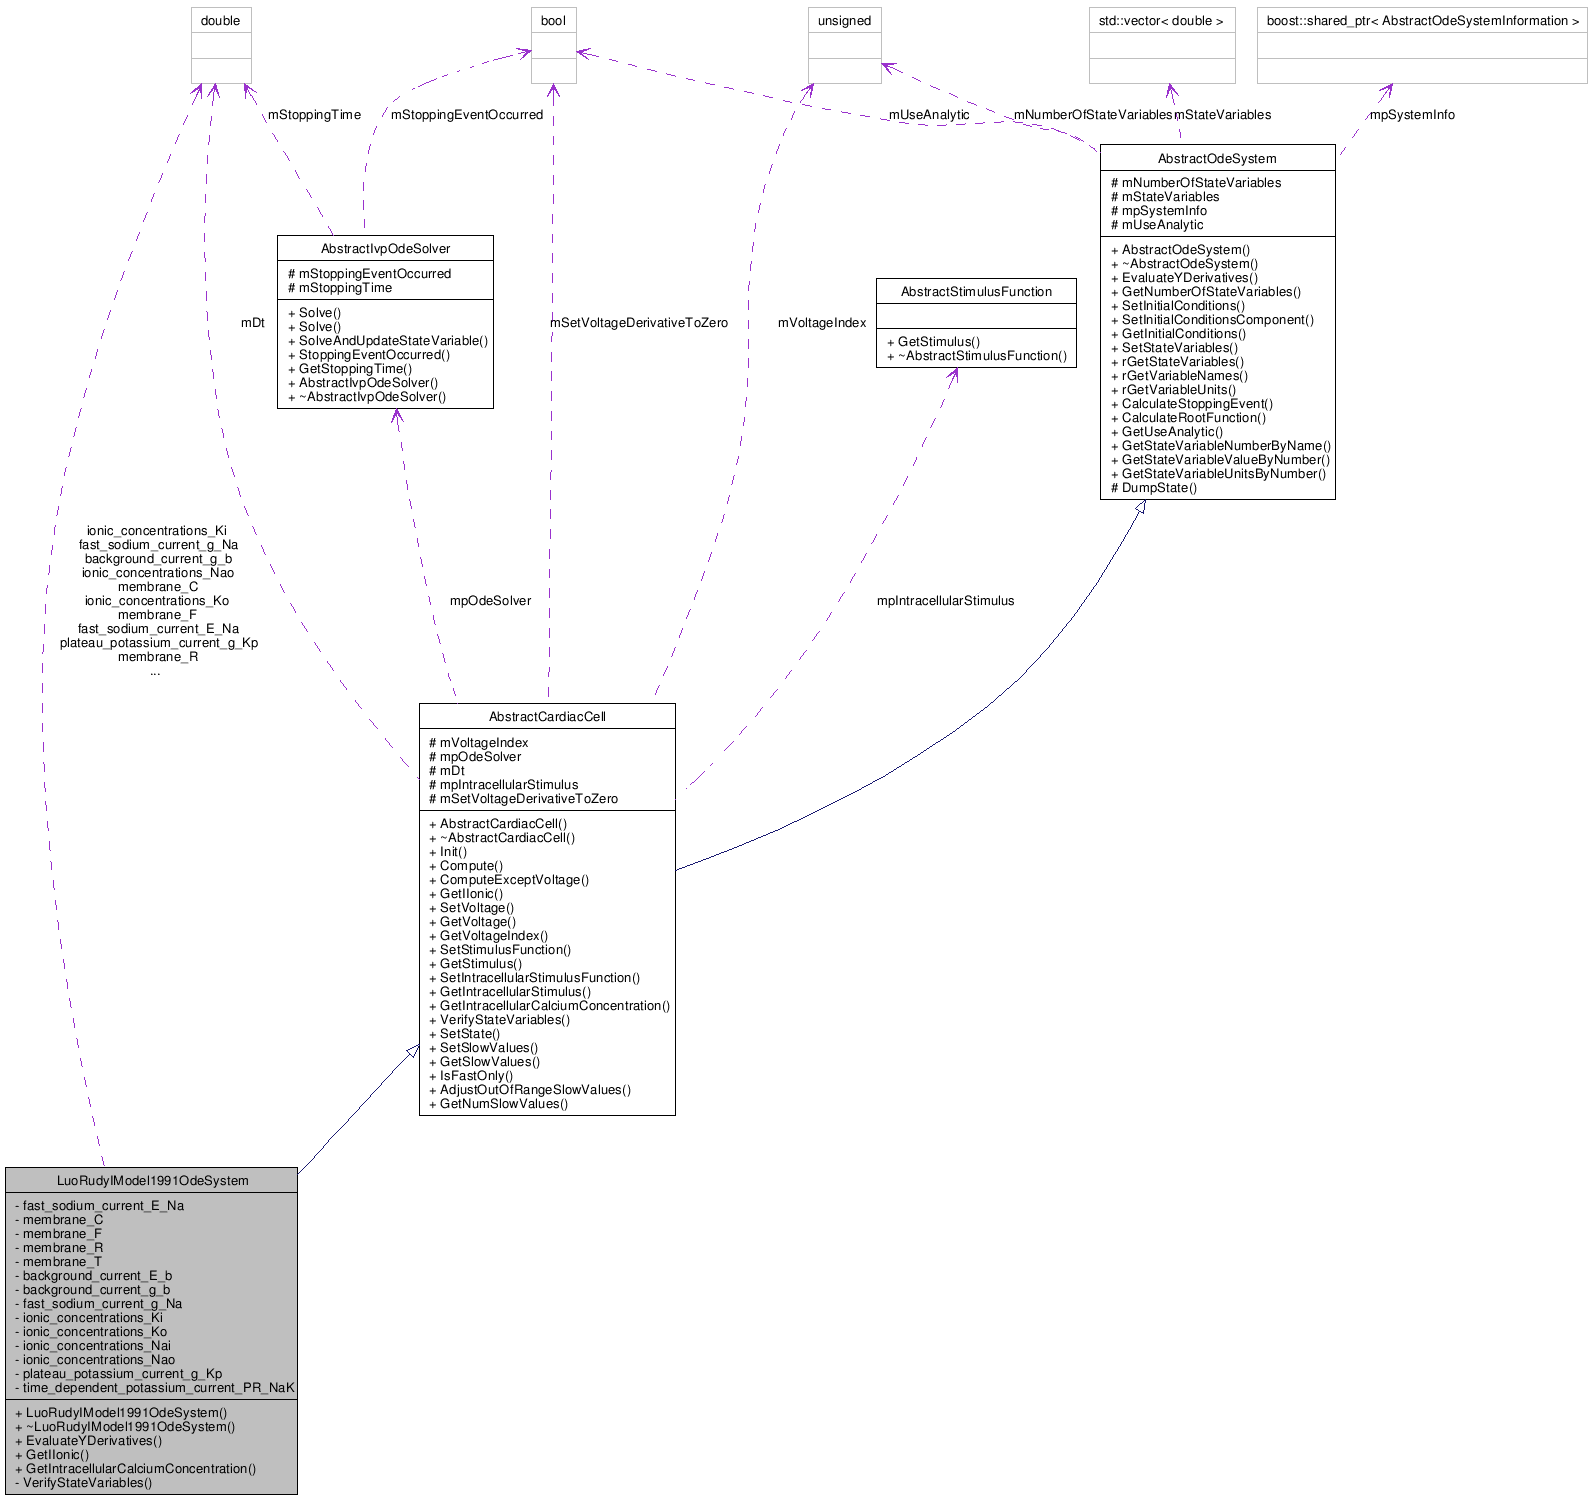 double
bool
unsigned
std::vector< double >
boost::shared_ptr< AbstractOdeSystemInformation >
mStoppingTime
mStoppingEventOccurred
mUseAnalytic
mNumberOfStateVariables
mStateVariables
mpSystemInfo
AbstractOdeSystem
# mNumberOfStateVariables
# mStateVariables
# mpSystemInfo
# mUseAnalytic
+ AbstractOdeSystem()
+ ~AbstractOdeSystem()
+ EvaluateYDerivatives()
+ GetNumberOfStateVariables()
+ SetInitialConditions()
+ SetInitialConditionsComponent()
+ GetInitialConditions()
+ SetStateVariables()
+ rGetStateVariables()
+ rGetVariableNames()
+ rGetVariableUnits()
+ CalculateStoppingEvent()
+ CalculateRootFunction()
+ GetUseAnalytic()
+ GetStateVariableNumberByName()
+ GetStateVariableValueByNumber()
+ GetStateVariableUnitsByNumber()
# DumpState()
AbstractIvpOdeSolver
# mStoppingEventOccurred
# mStoppingTime
+ Solve()
+ Solve()
+ SolveAndUpdateStateVariable()
+ StoppingEventOccurred()
+ GetStoppingTime()
+ AbstractIvpOdeSolver()
+ ~AbstractIvpOdeSolver()
AbstractStimulusFunction
+ GetStimulus()
+ ~AbstractStimulusFunction()
mDt
mSetVoltageDerivativeToZero
mVoltageIndex
ionic_concentrations_Ki
fast_sodium_current_g_Na
background_current_g_b
ionic_concentrations_Nao
membrane_C
ionic_concentrations_Ko
membrane_F
fast_sodium_current_E_Na
plateau_potassium_current_g_Kp
membrane_R
...
mpOdeSolver
mpIntracellularStimulus
AbstractCardiacCell
# mVoltageIndex
# mpOdeSolver
# mDt
# mpIntracellularStimulus
# mSetVoltageDerivativeToZero
+ AbstractCardiacCell()
+ ~AbstractCardiacCell()
+ Init()
+ Compute()
+ ComputeExceptVoltage()
+ GetIIonic()
+ SetVoltage()
+ GetVoltage()
+ GetVoltageIndex()
+ SetStimulusFunction()
+ GetStimulus()
+ SetIntracellularStimulusFunction()
+ GetIntracellularStimulus()
+ GetIntracellularCalciumConcentration()
+ VerifyStateVariables()
+ SetState()
+ SetSlowValues()
+ GetSlowValues()
+ IsFastOnly()
+ AdjustOutOfRangeSlowValues()
+ GetNumSlowValues()
LuoRudyIModel1991OdeSystem
- fast_sodium_current_E_Na
- membrane_C
- membrane_F
- membrane_R
- membrane_T
- background_current_E_b
- background_current_g_b
- fast_sodium_current_g_Na
- ionic_concentrations_Ki
- ionic_concentrations_Ko
- ionic_concentrations_Nai
- ionic_concentrations_Nao
- plateau_potassium_current_g_Kp
- time_dependent_potassium_current_PR_NaK
+ LuoRudyIModel1991OdeSystem()
+ ~LuoRudyIModel1991OdeSystem()
+ EvaluateYDerivatives()
+ GetIIonic()
+ GetIntracellularCalciumConcentration()
- VerifyStateVariables()